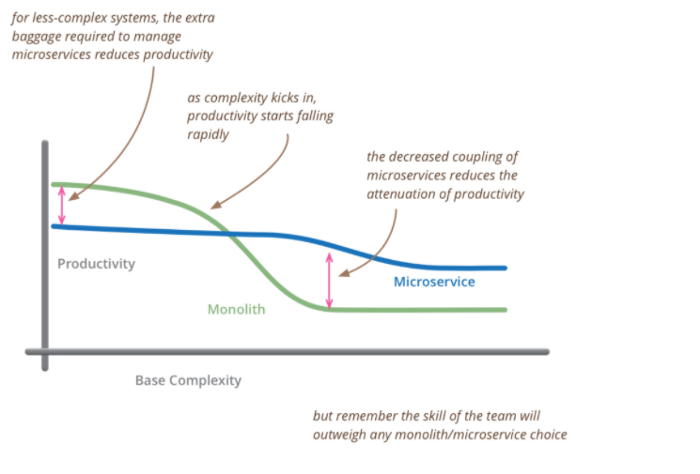 for less-complex systems, the extra
baggage required to manage
microservices reduces productivity
as complexity kicks in,
productivity starts falling
rapidly
the decreased coupling of
microservices reduces the
attenuation of productivity
Productivity
Microservice
Monolith
Base Complexity
but remember the skill of the team will
outweigh any monolith/microservice choice